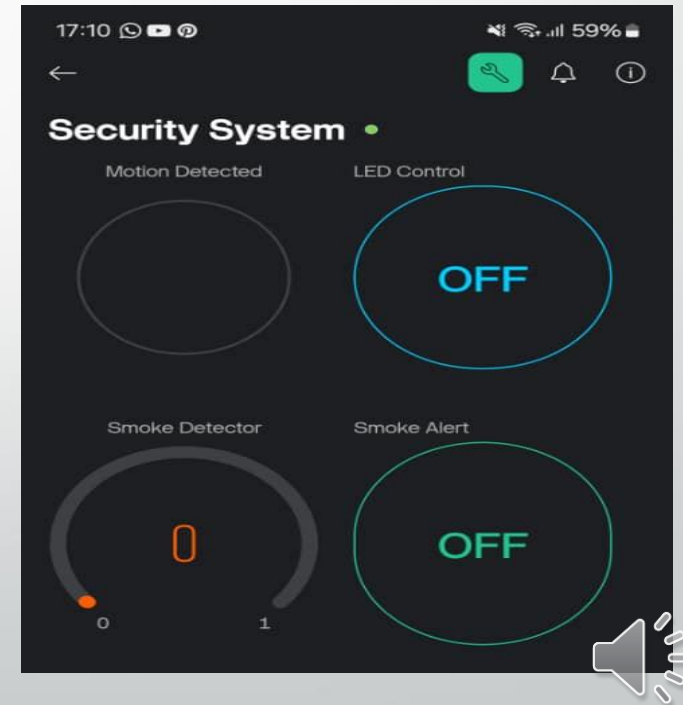 17:10 59%
Security System
Motion Detected LED Control
OFF
Smoke Detector Smoke Alert
0 OFF
0 1